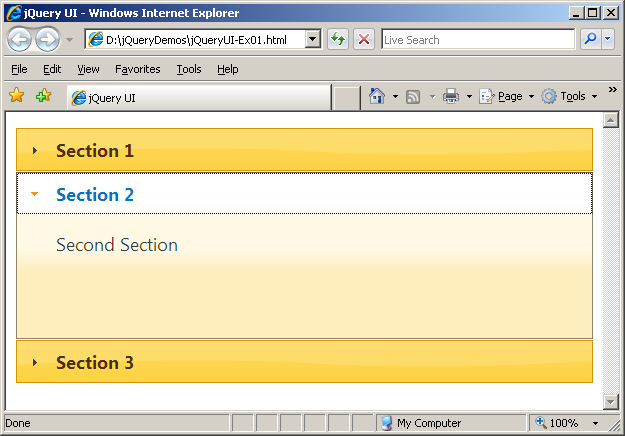 jQuery UI - Windows Internet Explorer
D:\jQueryDemos\jQueryUI-Ex01.html
Live Search
File Edit View Favorites Tools Help
jQuery UI
Page Tools »
Section 1
Section 2
Second Section
Section 3
Done My Computer 100%